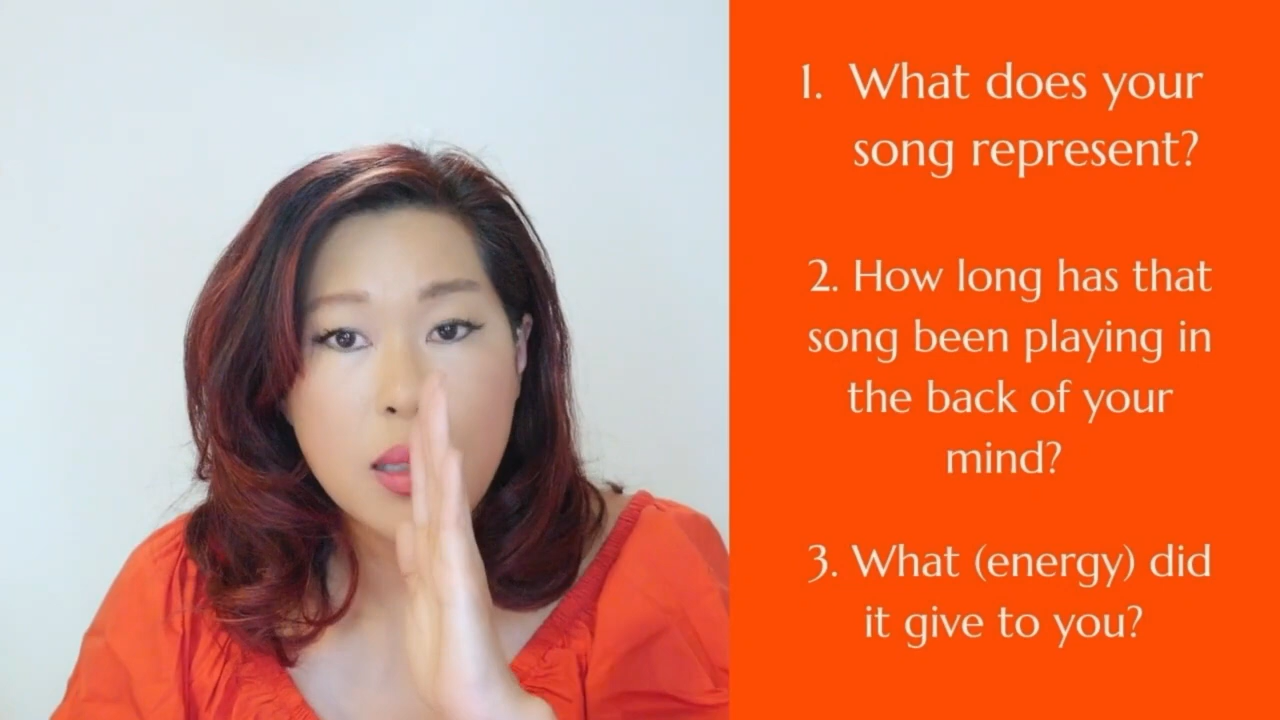 1. What does your
song represent?
2. How long has that
song been playing in
the back of your
mind?
3. What (energy) did
it give to you?